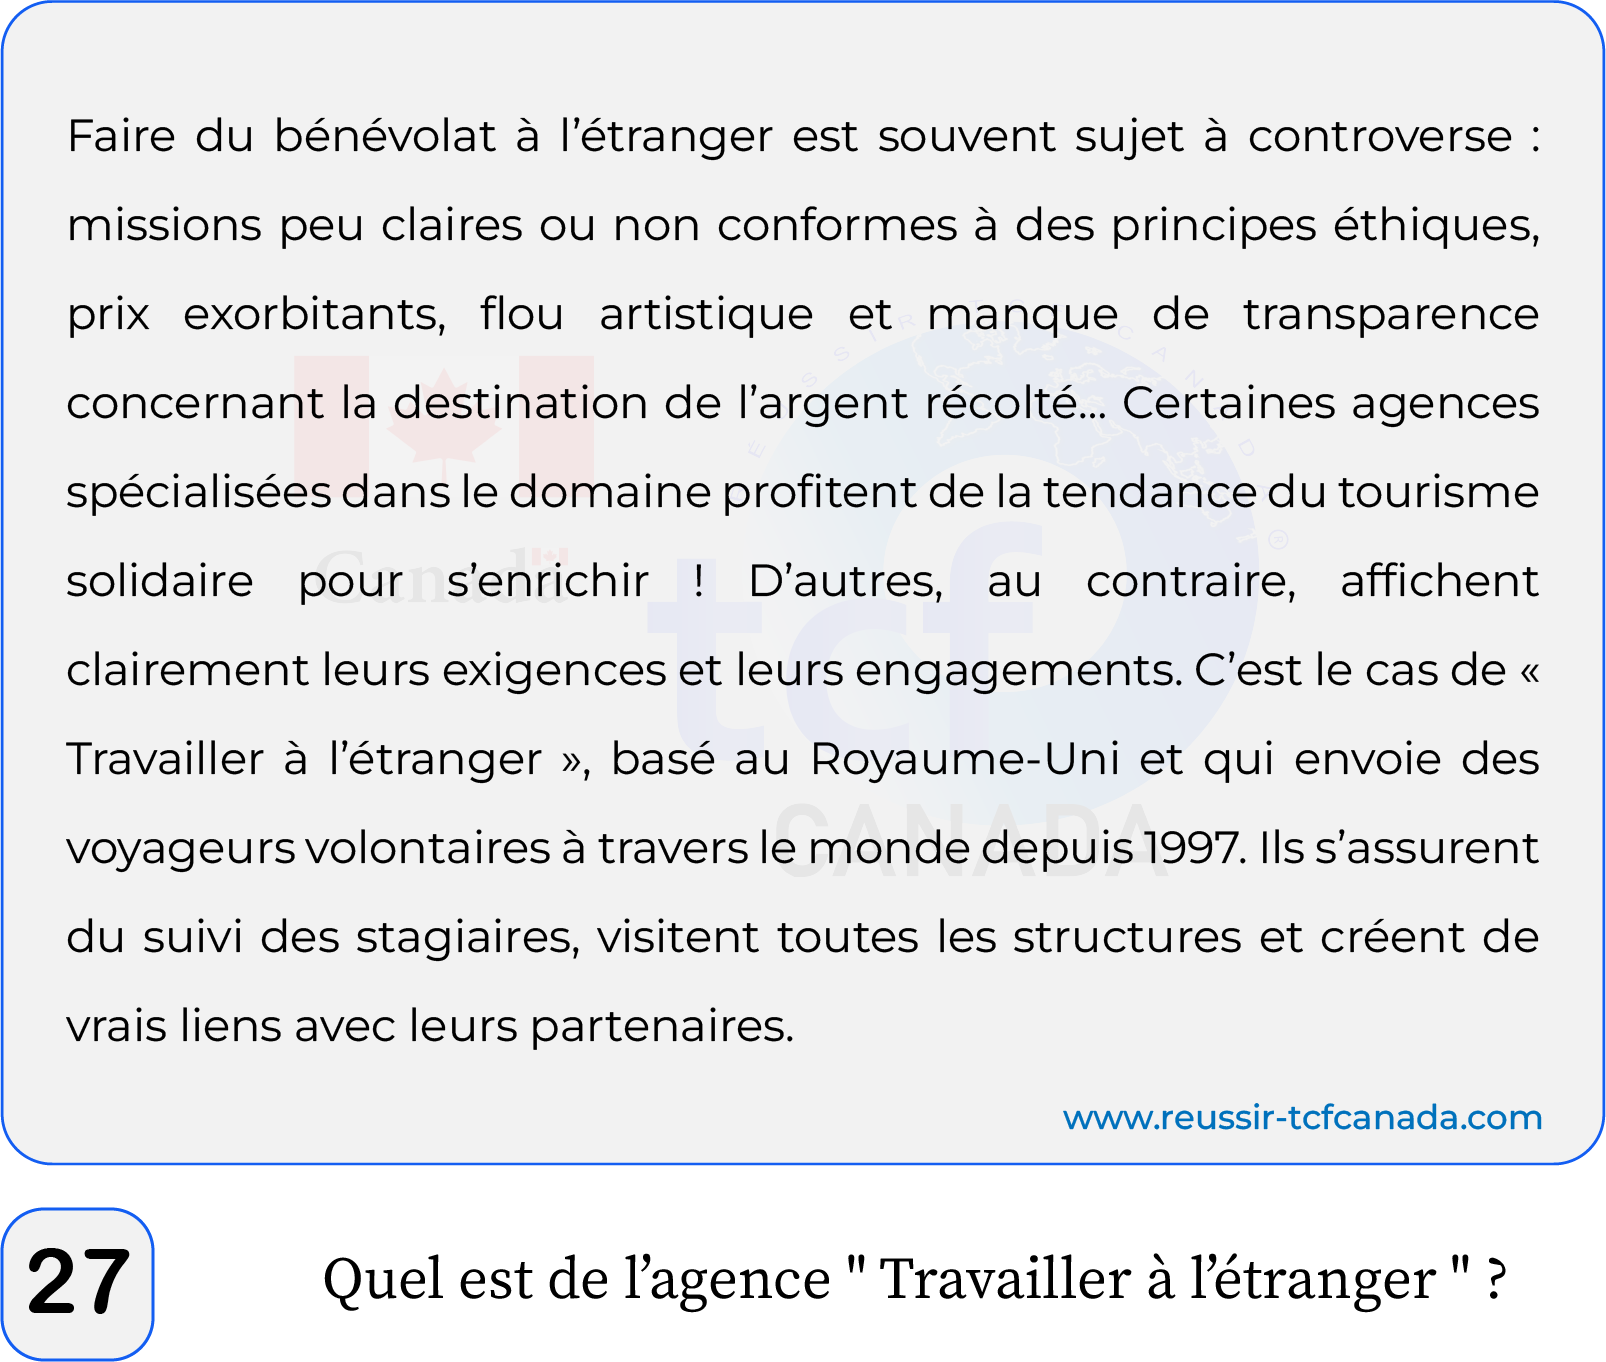 Faire du bénévolat à l’étranger est souvent sujet à controverse :
missions peu claires ou non conformes à des principes éthiques,
prix exorbitants, flou artistique et manque de transparence
concernant la destination de l’argent récolté... Certaines agences
spécialisées dans le domaine profitent de la tendance du tourisme
solidaire pour s’enrichir ! D’autres, au contraire, affichent
clairement leurs exigences et leurs engagements. C’est le cas de «
Travailler à l’étranger », basé au Royaume-Uni et qui envoie des
voyageurs volontaires à travers le monde depuis 1997. Ils s’assurent
du suivi des stagiaires, visitent toutes les structures et créent de
vrais liens avec leurs partenaires.
Canada
tcf
CANADA
www.reussir-tcfcanada.com
27
Quel est de l’agence " Travailler à l’étranger " ?